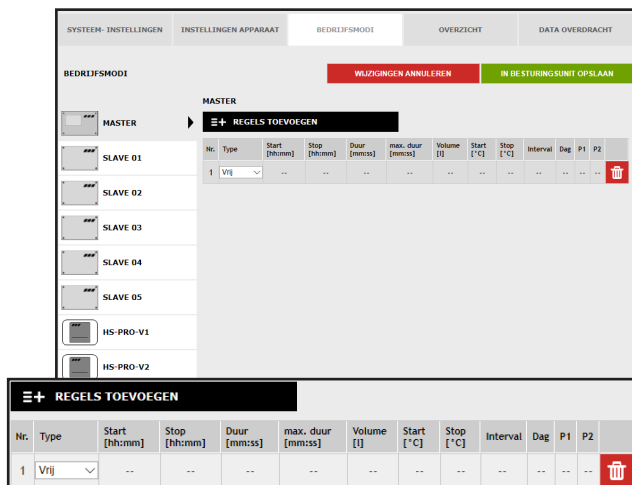 SYSTEEM- INSTELLINGEN INSTELLINGEN APPARAAT BEDRIJFSMODI OVERZICHT DATA OVERDRACHT
BEDRIJFSMODI WIJZIGINGEN ANNULEREN IN BESTURINGSUNIT OPSLAAN
MASTER
MASTER
REGELS TOEVOEGEN
Nr. Type Start [hh:mm] Stop [hh:mm] Duur [mm:ss] max. duur [mm:ss] Volume [l] Start [°C] Stop [°C] Interval Dag P1 P2
1 Vrij -- -- -- -- -- -- -- -- -- -- --
SLAVE 01
SLAVE 02
SLAVE 03
SLAVE 04
SLAVE 05
HS-PRO-V1
HS-PRO-V2
REGELS TOEVOEGEN
Nr. Type Start [hh:mm] Stop [hh:mm] Duur [mm:ss] max. duur [mm:ss] Volume [l] Start [°C] Stop [°C] Interval Dag P1 P2
1 Vrij -- -- -- -- -- -- -- -- -- -- --